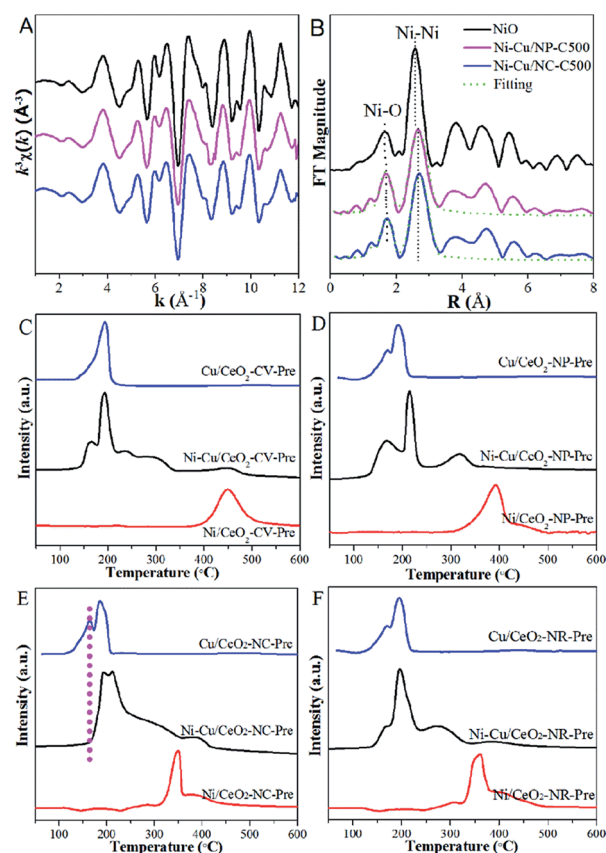 A
k³χ(k) (Å⁻³)
2 4 6 8 10 12
k (Å⁻¹)
B
Ni-Ni
Ni-O
NiO
Ni-Cu/NP-C500
Ni-Cu/NC-C500
Fitting
FT Magnitude
0 2 4 6 8
R (Å)
C
Cu/CeO₂-CV-Pre
Ni-Cu/CeO₂-CV-Pre
Ni/CeO₂-CV-Pre
Intensity (a.u.)
100 200 300 400 500 600
Temperature (°C)
D
Cu/CeO₂-NP-Pre
Ni-Cu/CeO₂-NP-Pre
Ni/CeO₂-NP-Pre
Intensity (a.u.)
100 200 300 400 500 600
Temperature (°C)
E
Cu/CeO₂-NC-Pre
Ni-Cu/CeO₂-NC-Pre
Ni/CeO₂-NC-Pre
Intensity (a.u.)
100 200 300 400 500 600
Temperature (°C)
F
Cu/CeO₂-NR-Pre
Ni-Cu/CeO₂-NR-Pre
Ni/CeO₂-NR-Pre
Intensity (a.u.)
100 200 300 400 500 600
Temperature (°C)